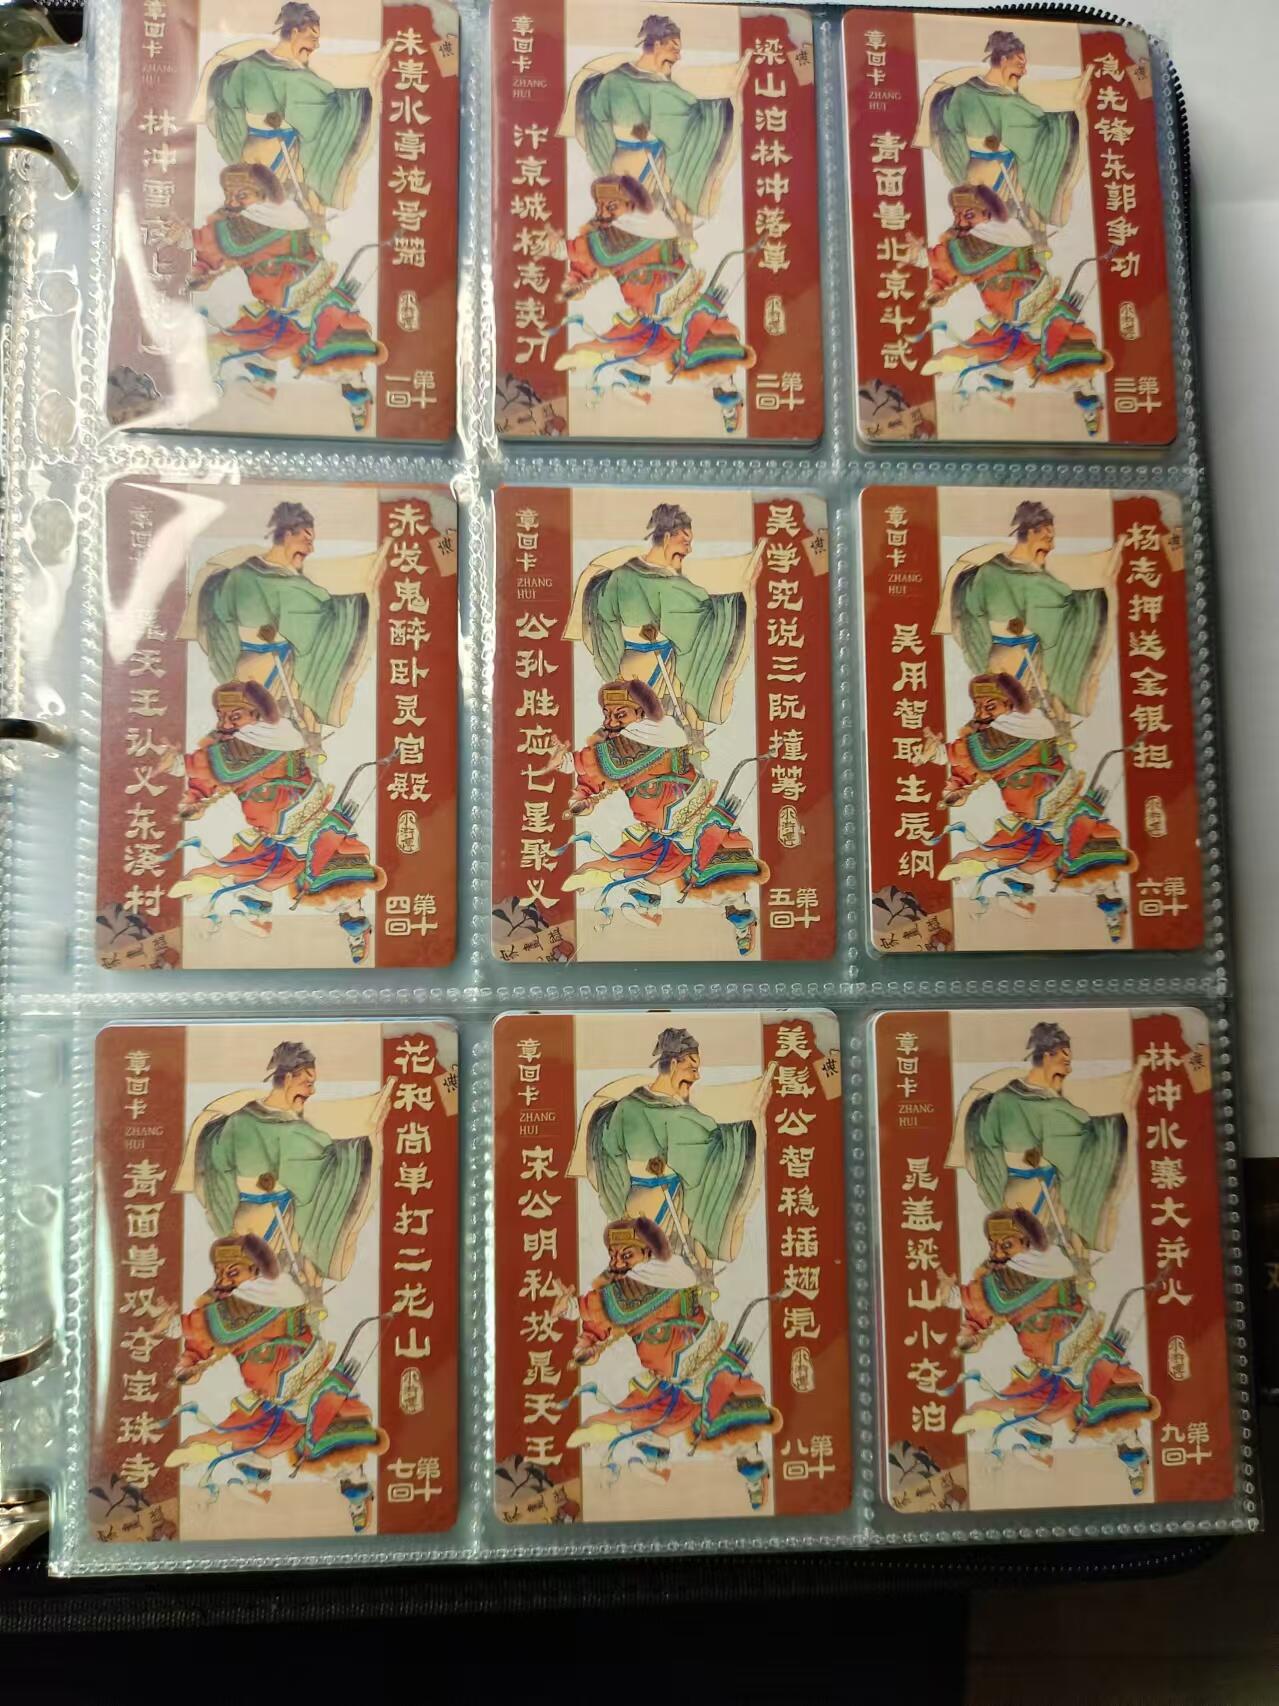 章回卡
ZHANG
HUI
朱贵水亭施号箭
林冲雪夜上
第十一回
章回卡
ZHANG
HUI
梁山泊林冲落草
汴京城杨志卖刀
第十二回
章回卡
ZHANG
HUI
急先锋东郭争功
青面兽北京斗武
第十三回
章回卡
赤发鬼醉卧灵官殿
晁天王认义东溪村
第十四回
章回卡
ZHANG
HUI
吴学究说三阮撞筹
公孙胜应七星聚义
第十五回
章回卡
ZHANG
HUI
杨志押送金银担
吴用智取生辰纲
第十六回
章回卡
ZHANG
HUI
花和尚单打二龙山
青面兽双夺宝珠寺
第十七回
章回卡
ZHANG
HUI
美髯公智稳插翅虎
宋公明私放晁天王
第十八回
章回卡
ZHANG
HUI
林冲水寨大并火
晁盖梁山小夺泊
第十九回